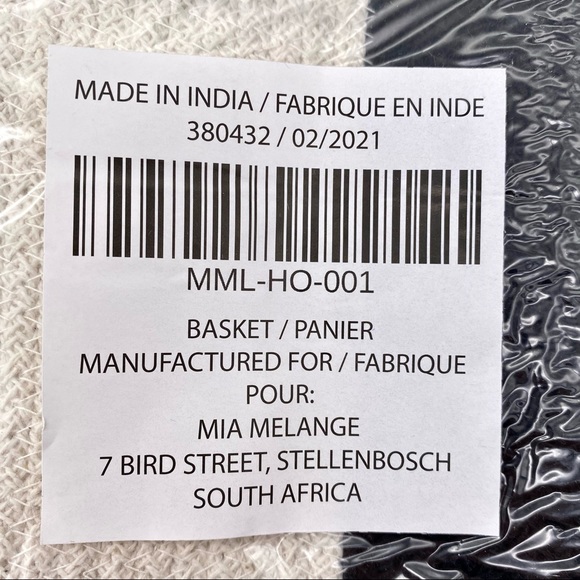 MADE IN INDIA / FABRIQUE EN INDE
380432 / 02/2021
MML-HO-001
BASKET / PANIER
MANUFACTURED FOR / FABRIQUE
POUR:
MIA MELANGE
7 BIRD STREET, STELLENBOSCH
SOUTH AFRICA